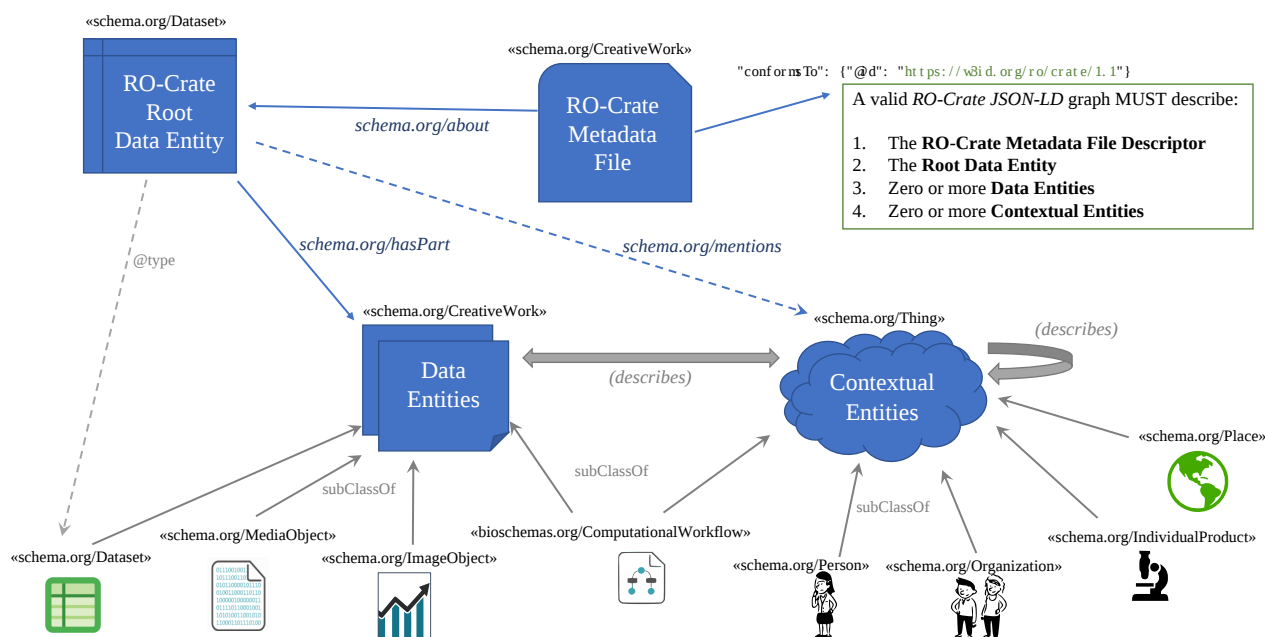 «schema.org/Dataset»
RO-Crate
Root
Data Entity
«schema.org/CreativeWork»
RO-Crate
Metadata
File
schema.org/about
"conformsTo": {"@id": "https://w3id.org/ro/crate/1.1"}
A valid RO-Crate JSON-LD graph MUST describe:
1. The RO-Crate Metadata File Descriptor
2. The Root Data Entity
3. Zero or more Data Entities
4. Zero or more Contextual Entities
schema.org/hasPart
schema.org/mentions
@type
«schema.org/CreativeWork»
Data
Entities
(describes)
«schema.org/Thing»
Contextual
Entities
(describes)
subClassOf
subClassOf
subClassOf
«schema.org/Place»
«schema.org/Dataset»
«schema.org/MediaObject»
«schema.org/ImageObject»
«bioschemas.org/ComputationalWorkflow»
«schema.org/Person»
«schema.org/Organization»
«schema.org/IndividualProduct»